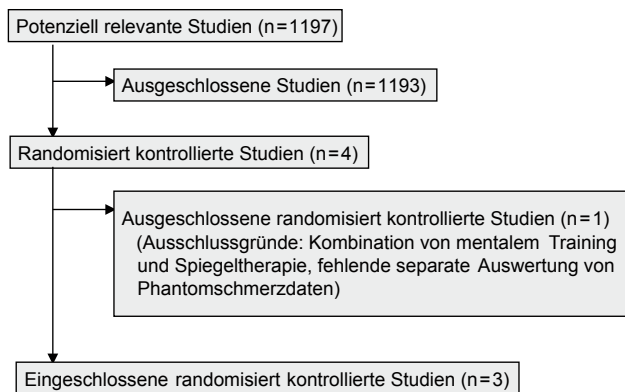 Potenziell relevante Studien (n=1197)
Ausgeschlossene Studien (n=1193)
Randomisiert kontrollierte Studien (n=4)
Ausgeschlossene randomisiert kontrollierte Studien (n=1)
(Ausschlussgründe: Kombination von mentalem Training
und Spiegeltherapie, fehlende separate Auswertung von
Phantomschmerzdaten)
Eingeschlossene randomisiert kontrollierte Studien (n=3)